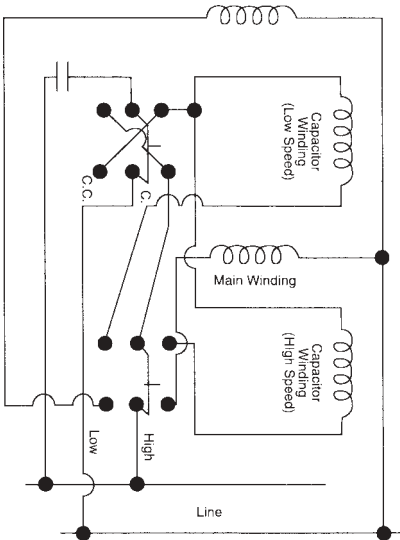 Capacitor
Winding
(Low Speed)
C.C.
C.
Main Winding
Capacitor
Winding
(High Speed)
Low
High
Line